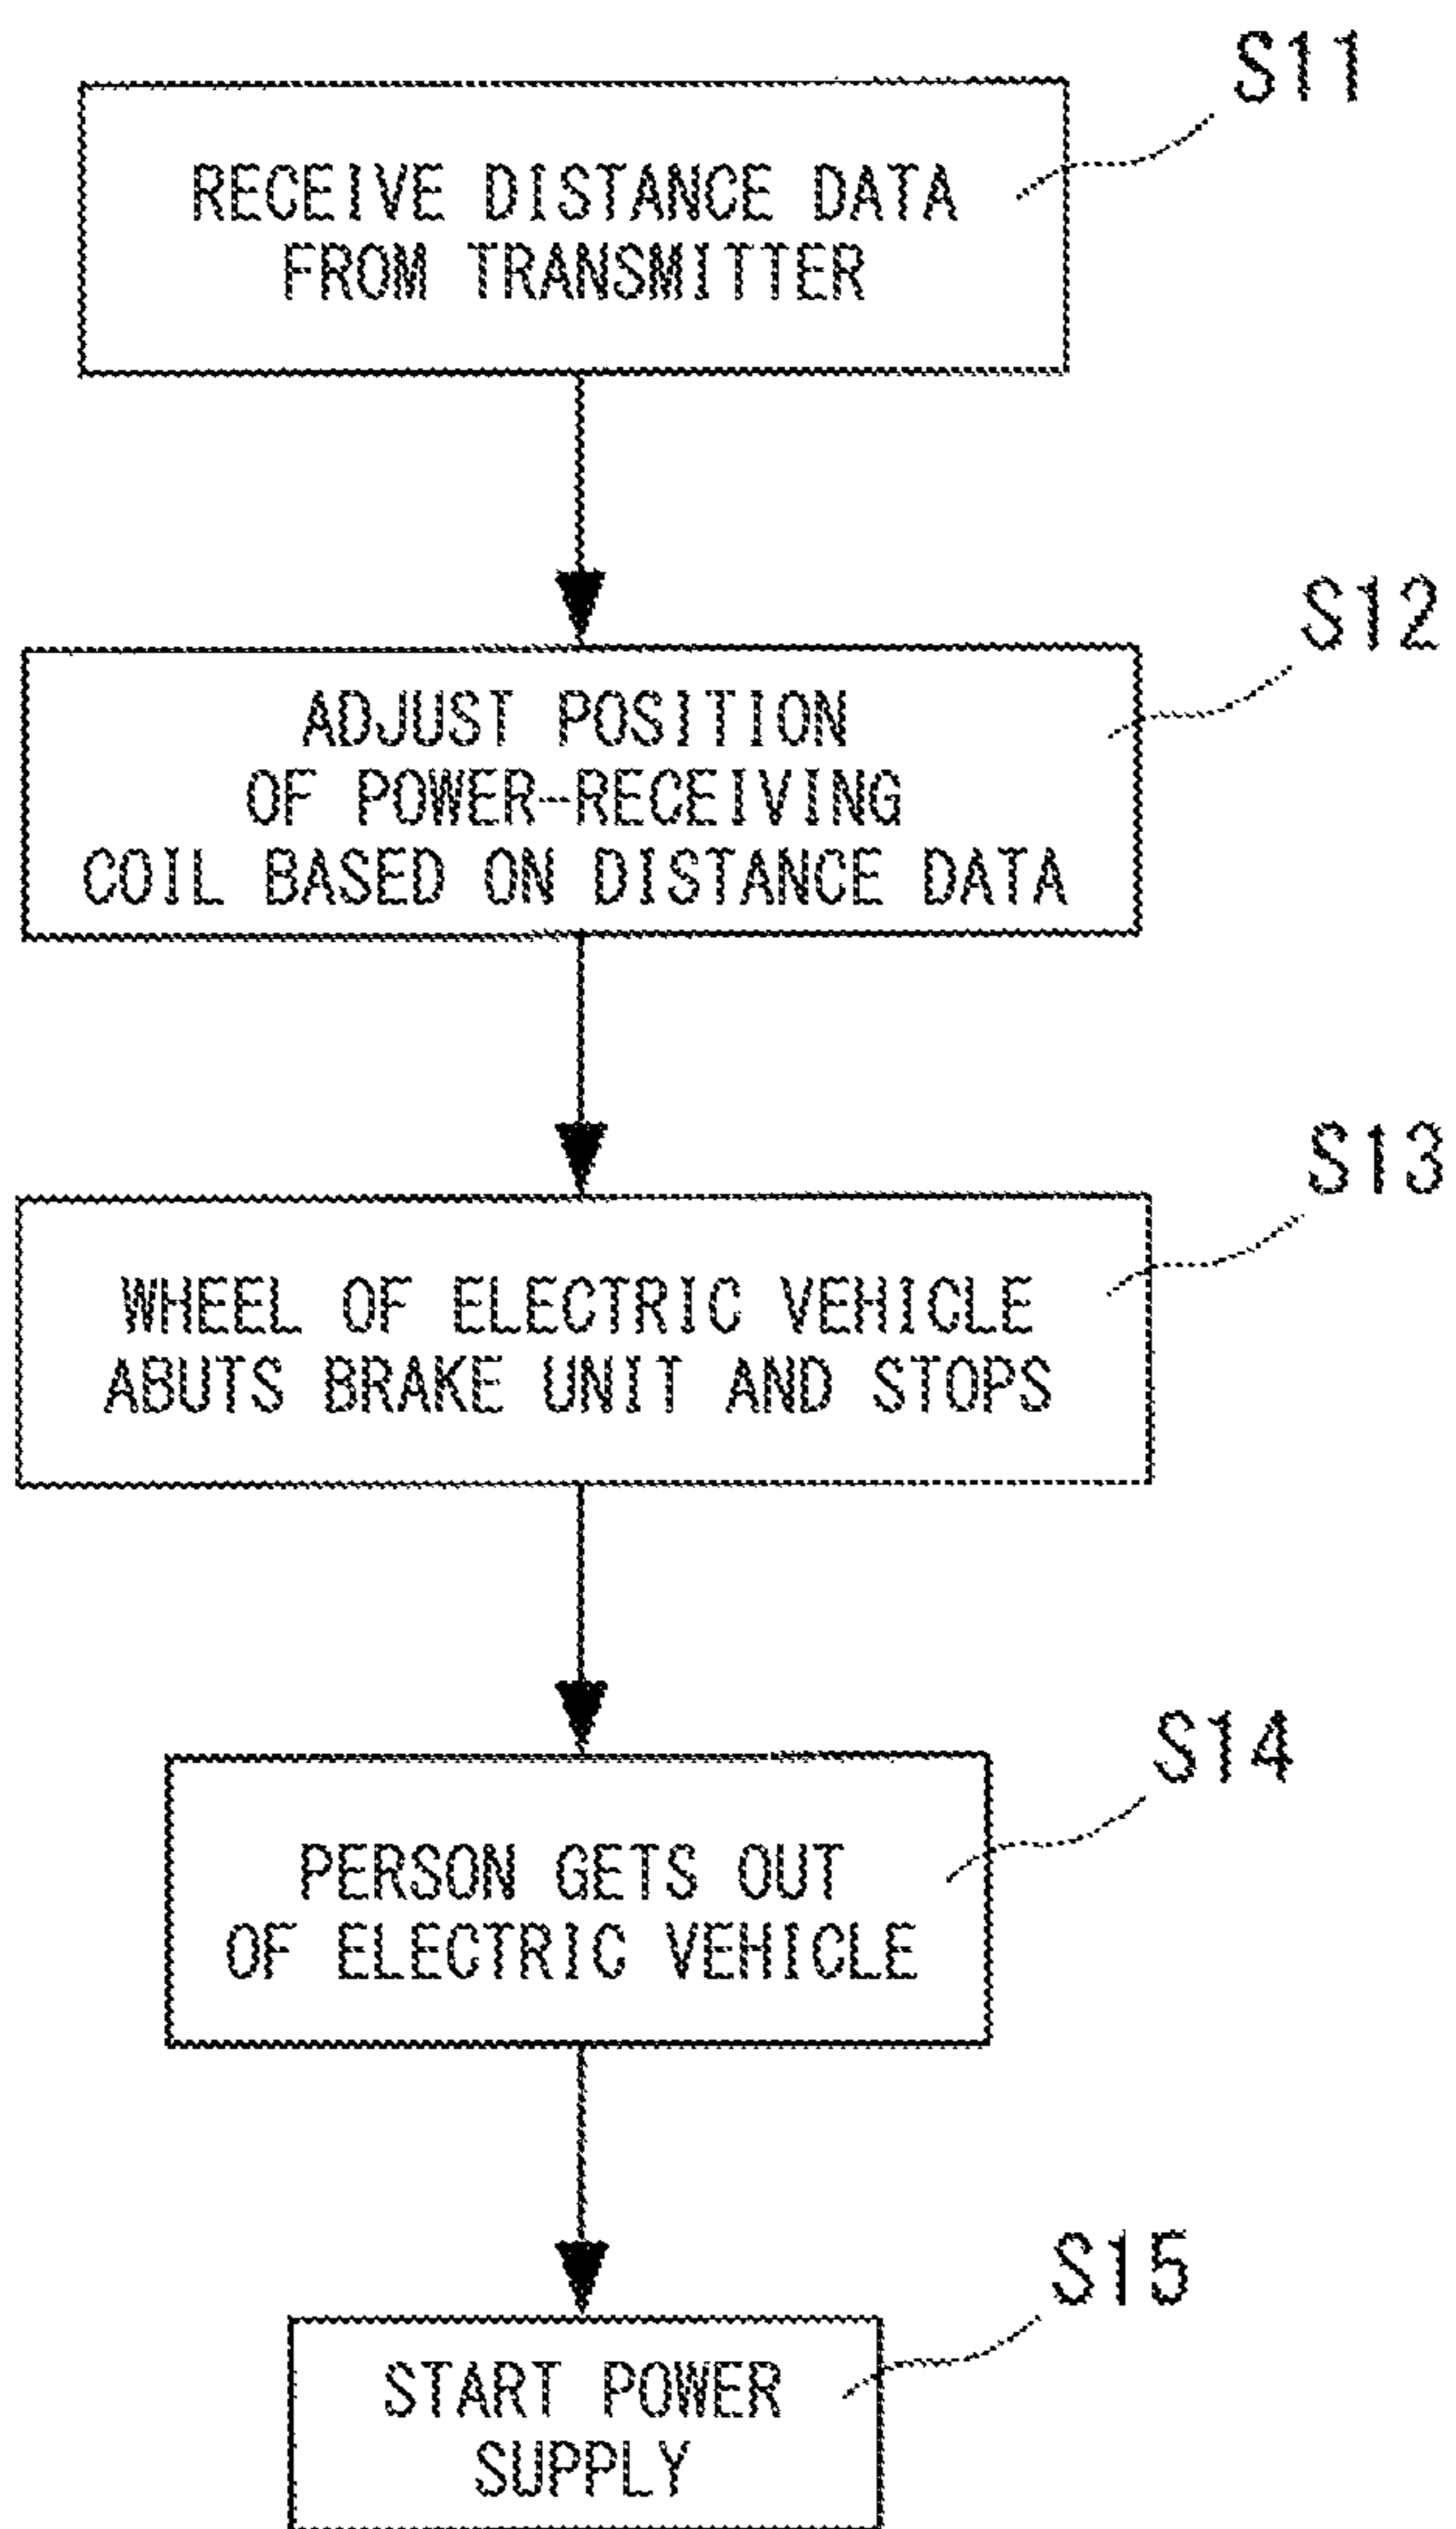 S11
RECEIVE DISTANCE DATA
FROM TRANSMITTER
S12
ADJUST POSITION
OF POWER-RECEIVING
COIL BASED ON DISTANCE DATA
S13
WHEEL OF ELECTRIC VEHICLE
ABUTS BRAKE UNIT AND STOPS
S14
PERSON GETS OUT
OF ELECTRIC VEHICLE
S15
START POWER
SUPPLY